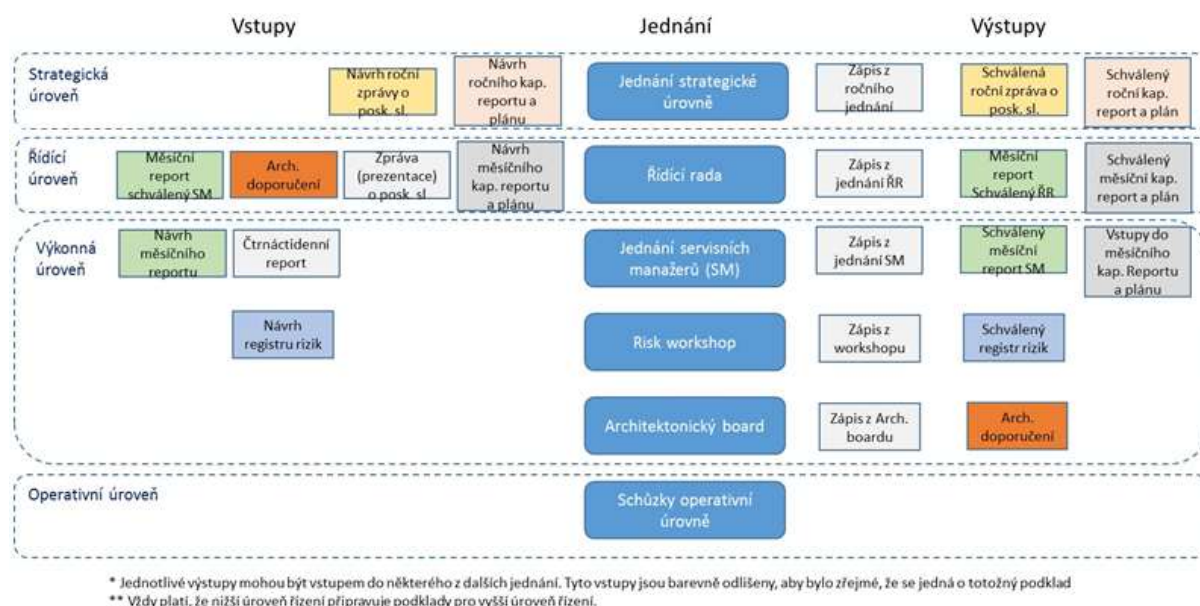 Vstupy
Jednání
Výstupy
Strategická
úroveň
Návrh roční
zprávy o
posk. sl.
Návrh
ročního kap.
reportu a
plánu
Jednání strategické
úrovně
Zápis z
ročního
jednání
Schválená
roční zpráva o
posk. sl.
Schválený
roční kap.
report a plán
Řídící
úroveň
Měsíční
report
schválený SM
Arch.
doporučení
Zpráva
(prezentace)
o posk. sl
Návrh
měsíčního
kap. reportu
a plánu
Řídící rada
Zápis z
jednání ŘR
Měsíční
report
Schválený ŘR
Schválený
měsíční kap.
report a plán
Výkonná
úroveň
Návrh
měsíčního
reportu
Čtrnáctidenní
report
Jednání servisních
manažerů (SM)
Zápis z
jednání SM
Schválený
měsíční
report SM
Vstupy do
měsíčního
kap. Reportu
a plánu
Návrh
registru rizik
Risk workshop
Zápis z
workshopu
Schválený
registr rizik
Architektonický board
Zápis z Arch.
boardu
Arch.
doporučení
Operativní úroveň
Schůzky operativní
úrovně
* Jednotlivé výstupy mohou být vstupem do některého z dalších jednání. Tyto vstupy jsou barevně odlišeny, aby bylo zřejmé, že se jedná o totožný podklad
** Vždy platí, že nižší úroveň řízení připravuje podklady pro vyšší úroveň řízení.